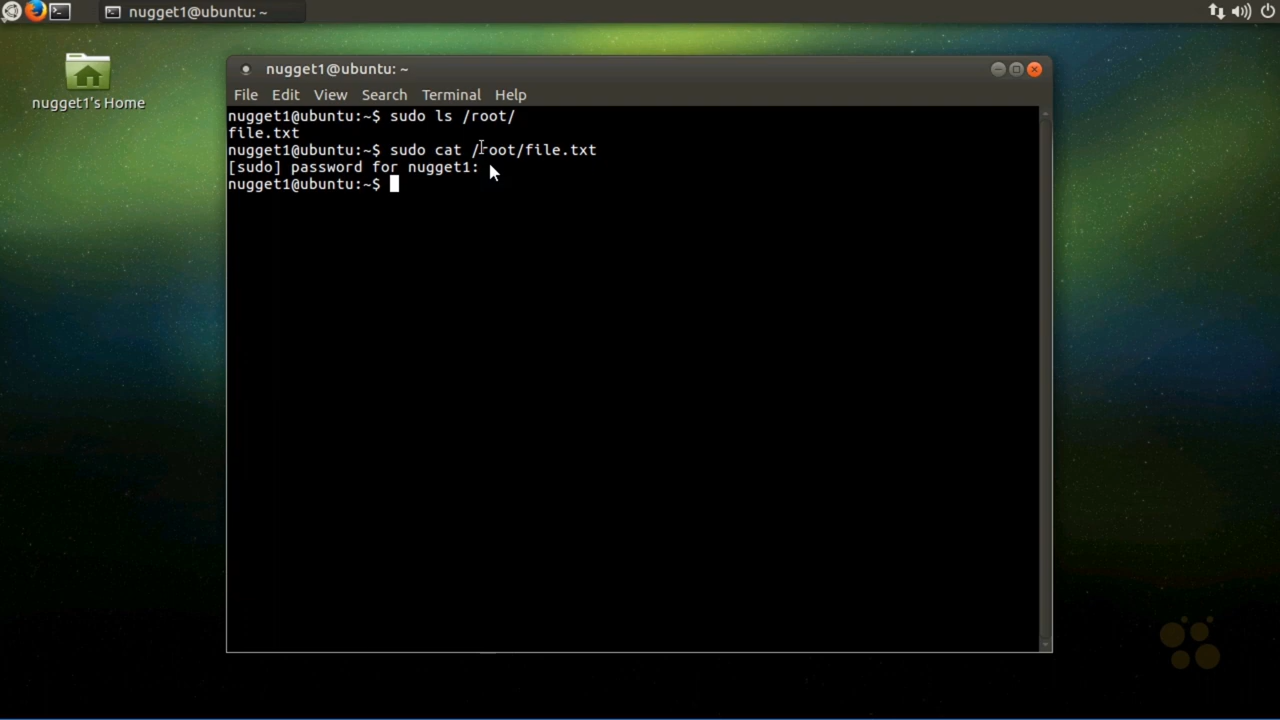 nugget1@ubuntu: ~
nugget1's Home
nugget1@ubuntu: ~
File Edit View Search Terminal Help
nugget1@ubuntu:~$ sudo ls /root/
file.txt
nugget1@ubuntu:~$ sudo cat /root/file.txt
[sudo] password for nugget1:
nugget1@ubuntu:~$